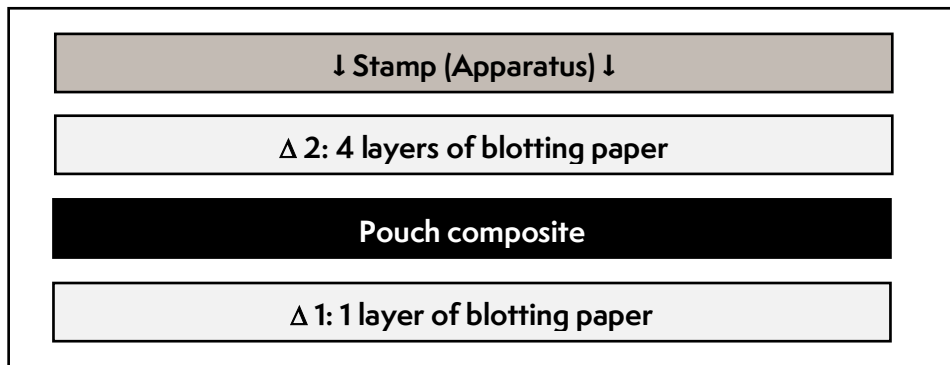 ↓ Stamp (Apparatus) ↓
Δ 2: 4 layers of blotting paper
Pouch composite
Δ 1: 1 layer of blotting paper